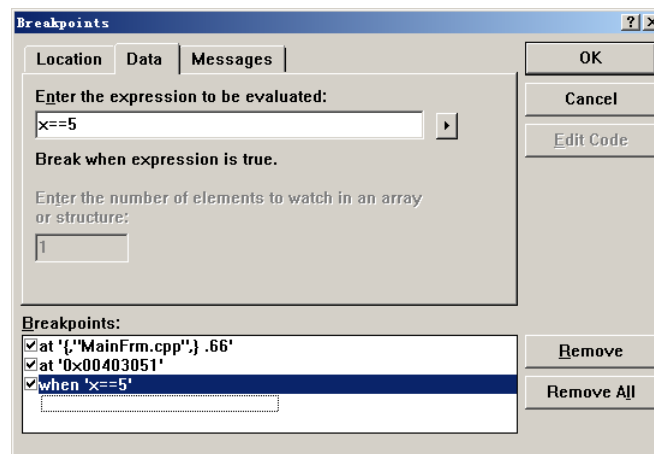 Breakpoints
Location Data Messages
OK
Enter the expression to be evaluated:
Cancel
x==5
Edit Code
Break when expression is true.
Enter the number of elements to watch in an array
or structure:
1
Breakpoints:
at '{,"MainFrm.cpp",} .66'
Remove
at '0x00403051'
when 'x==5'
Remove All